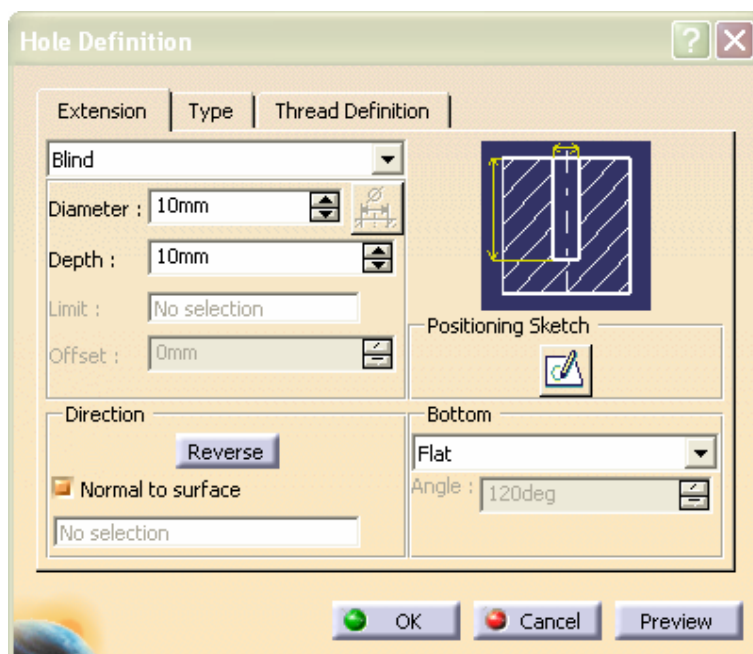 Hole Definition
Extension
Type
Thread Definition
Blind
Diameter : 10mm
Depth : 10mm
Limit : No selection
Offset : 0mm
Positioning Sketch
Direction
Reverse
Normal to surface
No selection
Bottom
Flat
Angle : 120deg
OK
Cancel
Preview